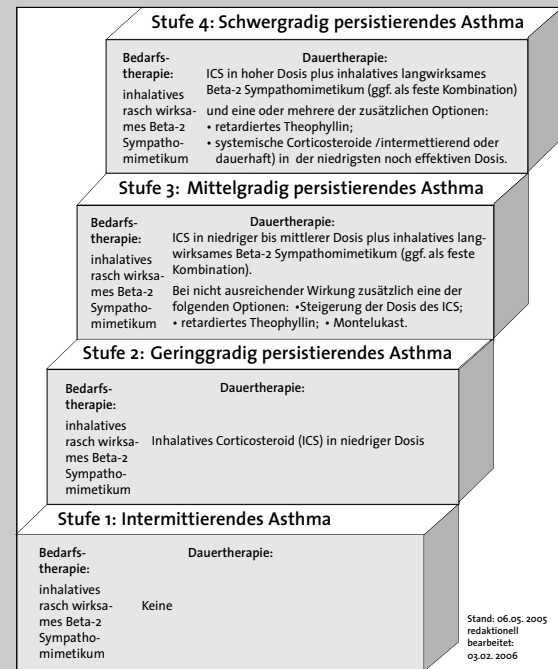 Stufe 4: Schwergradig persistierendes Asthma
Bedarfs-
therapie:
inhalatives
rasch wirksa-
mes Beta-2
Sympatho-
mimetikum
Dauertherapie:
ICS in hoher Dosis plus inhalatives langwirksames
Beta-2 Sympathomimetikum (ggf. als feste Kombination)
und eine oder mehrere der zusätzlichen Optionen:
• retardiertes Theophyllin;
• systemische Corticosteroide /intermettierend oder
dauerhaft) in der niedrigsten noch effektiven Dosis.
Stufe 3: Mittelgradig persistierendes Asthma
Bedarfs-
therapie:
inhalatives
rasch wirksa-
mes Beta-2
Sympatho-
mimetikum
Dauertherapie:
ICS in niedriger bis mittlerer Dosis plus inhalatives lang-
wirksames Beta-2 Sympathomimetikum (ggf. als feste
Kombination).
Bei nicht ausreichender Wirkung zusätzlich eine der
folgenden Optionen: •Steigerung der Dosis des ICS;
• retardiertes Theophyllin; • Montelukast.
Stufe 2: Geringgradig persistierendes Asthma
Bedarfs-
therapie:
inhalatives
rasch wirksa-
mes Beta-2
Sympatho-
mimetikum
Dauertherapie:
Inhalatives Corticosteroid (ICS) in niedriger Dosis
Stufe 1: Intermittierendes Asthma
Bedarfs-
therapie:
inhalatives
rasch wirksa-
mes Beta-2
Sympatho-
mimetikum
Dauertherapie:
Keine
Stand: 06.05. 2005
redaktionell
bearbeitet:
03.02. 2006